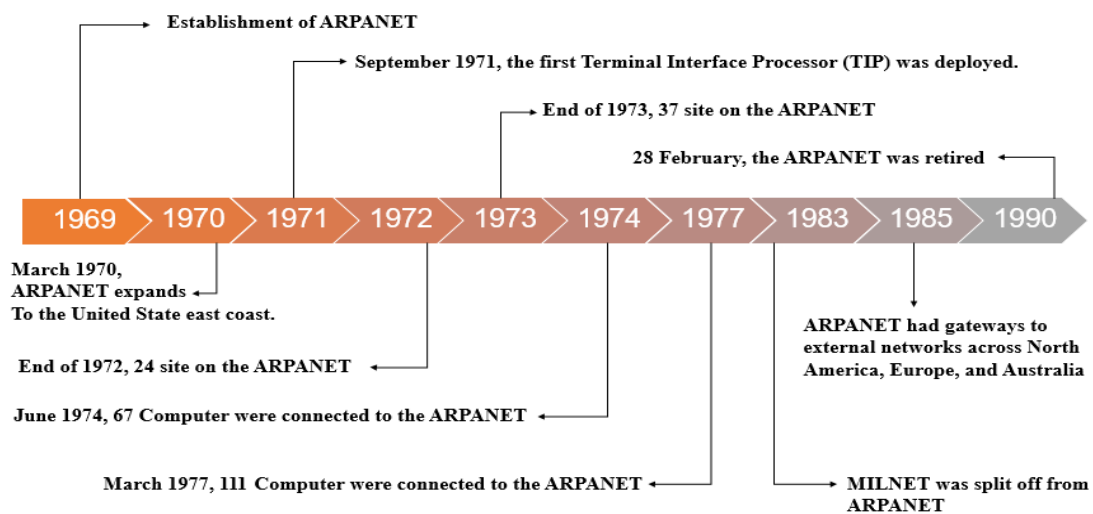 Establishment of ARPANET
September 1971, the first Terminal Interface Processor (TIP) was deployed.
End of 1973, 37 site on the ARPANET
28 February, the ARPANET was retired
1969 1970 1971 1972 1973 1974 1977 1983 1985 1990
March 1970,
ARPANET expands
To the United State east coast.
ARPANET had gateways to
external networks across North
America, Europe, and Australia
End of 1972, 24 site on the ARPANET
June 1974, 67 Computer were connected to the ARPANET
March 1977, 111 Computer were connected to the ARPANET
MILNET was split off from
ARPANET